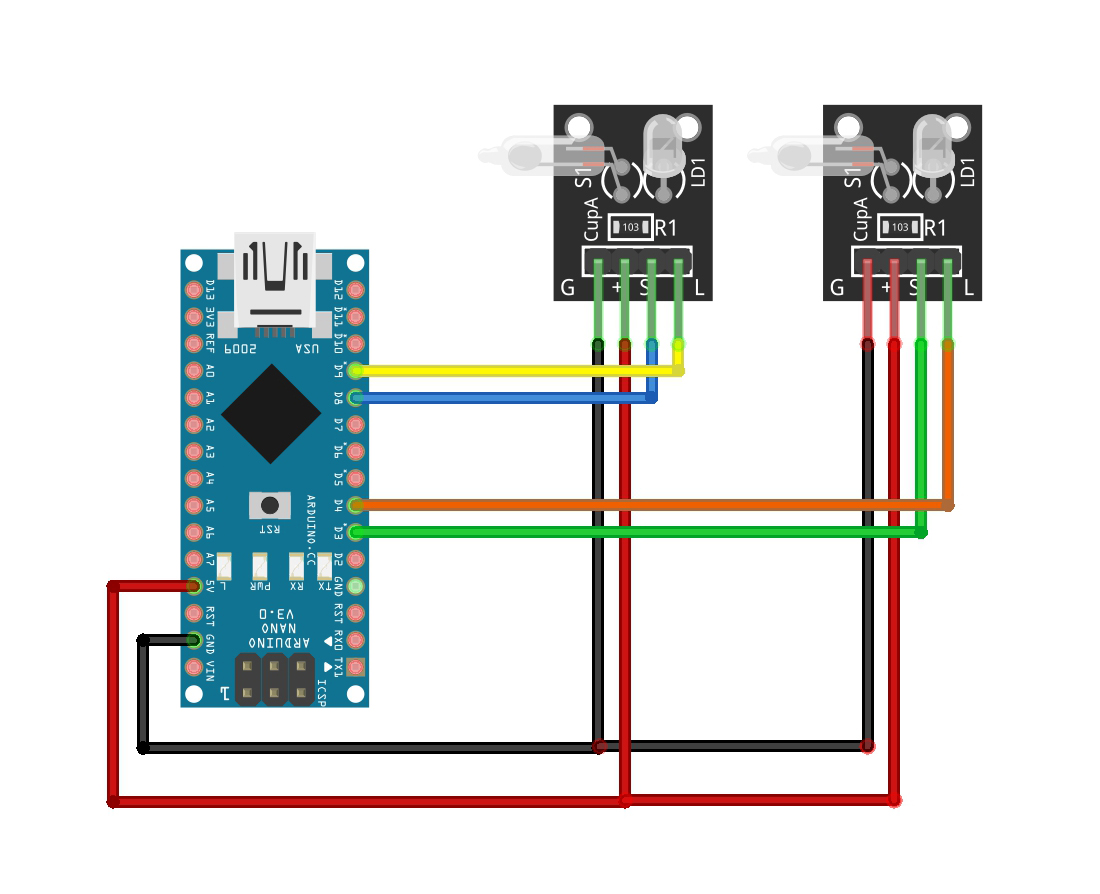 S1
CupA
103
R1
LD1
G
+
S
L
S1
CupA
103
R1
LD1
G
+
S
L
D13
3V3
REF
A0
A1
A2
A3
A4
A5
A6
A7
5V
RST
GND
VIN
D12
D11
D10
D9
D8
D7
D6
D5
D4
D3
D2
GND
RST
RX0
TX1
USA
2009
RST
ARDUINO.CC
TX
RX
PWR
L
ARDUINO
NANO
V3.0
ICSP
1